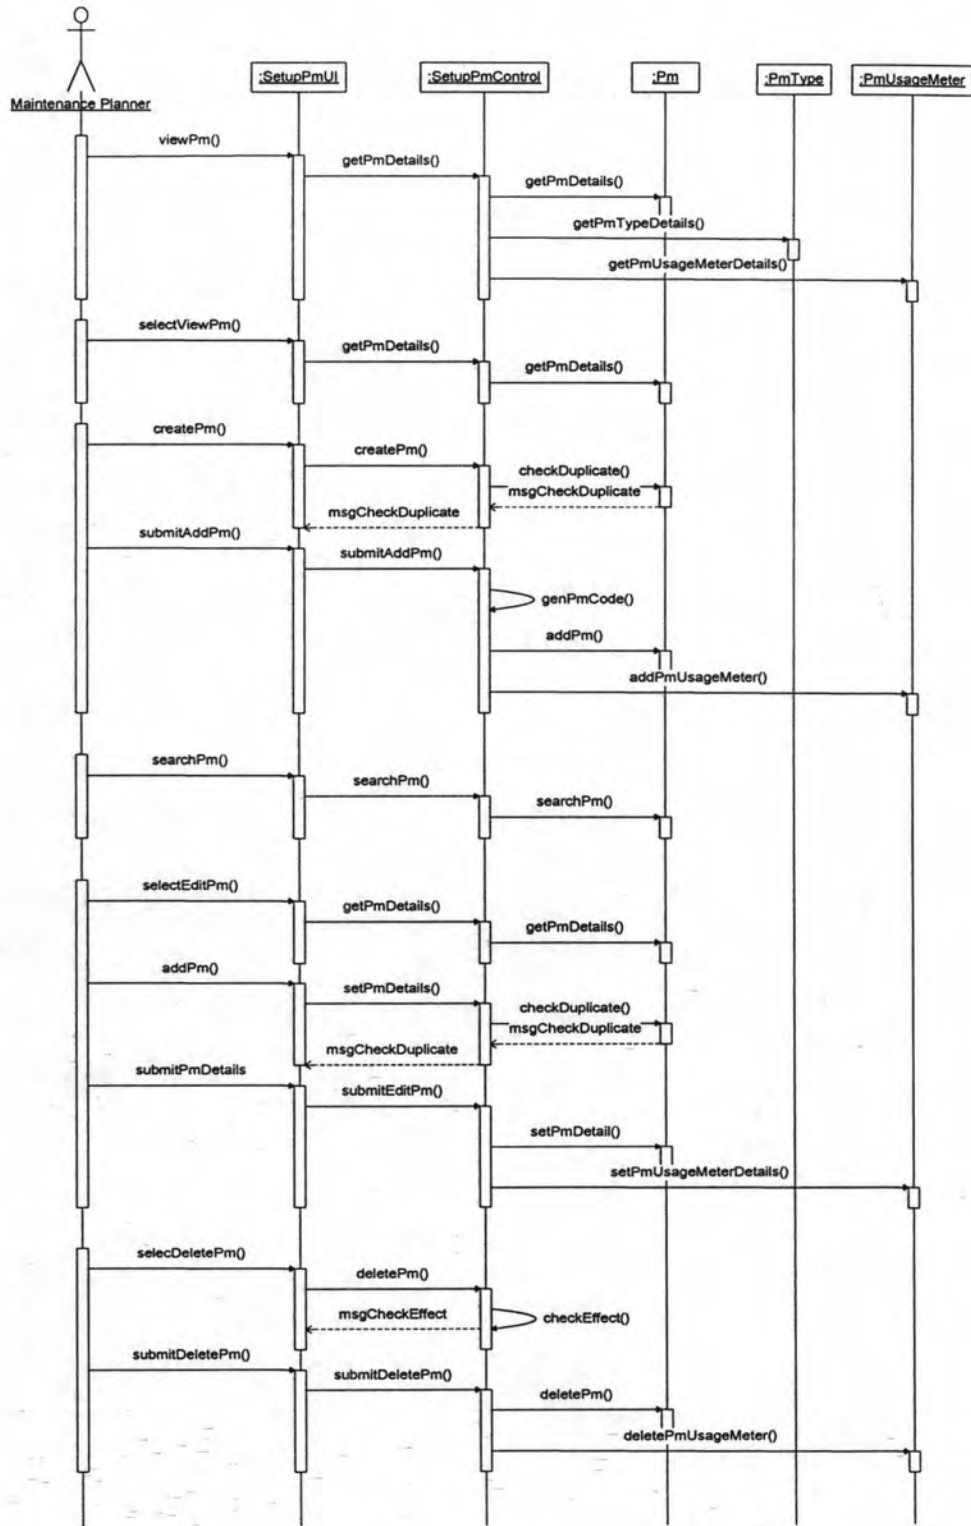 :SetupPmUI :SetupPmControl :Pm :PmType :PmUsageMeter
Maintenance Planner
viewPm()
getPmDetails()
getPmDetails()
getPmTypeDetails()
getPmUsageMeterDetails()
selectViewPm()
getPmDetails()
getPmDetails()
createPm()
createPm()
checkDuplicate()
msgCheckDuplicate
msgCheckDuplicate
submitAddPm()
submitAddPm()
genPmCode()
addPm()
addPmUsageMeter()
searchPm()
searchPm()
searchPm()
selectEditPm()
getPmDetails()
getPmDetails()
addPm()
setPmDetails()
checkDuplicate()
msgCheckDuplicate
msgCheckDuplicate
submitPmDetails
submitEditPm()
setPmDetail()
setPmUsageMeterDetails()
selecDeletePm()
deletePm()
msgCheckEffect
checkEffect()
submitDeletePm()
submitDeletePm()
deletePm()
deletePmUsageMeter()